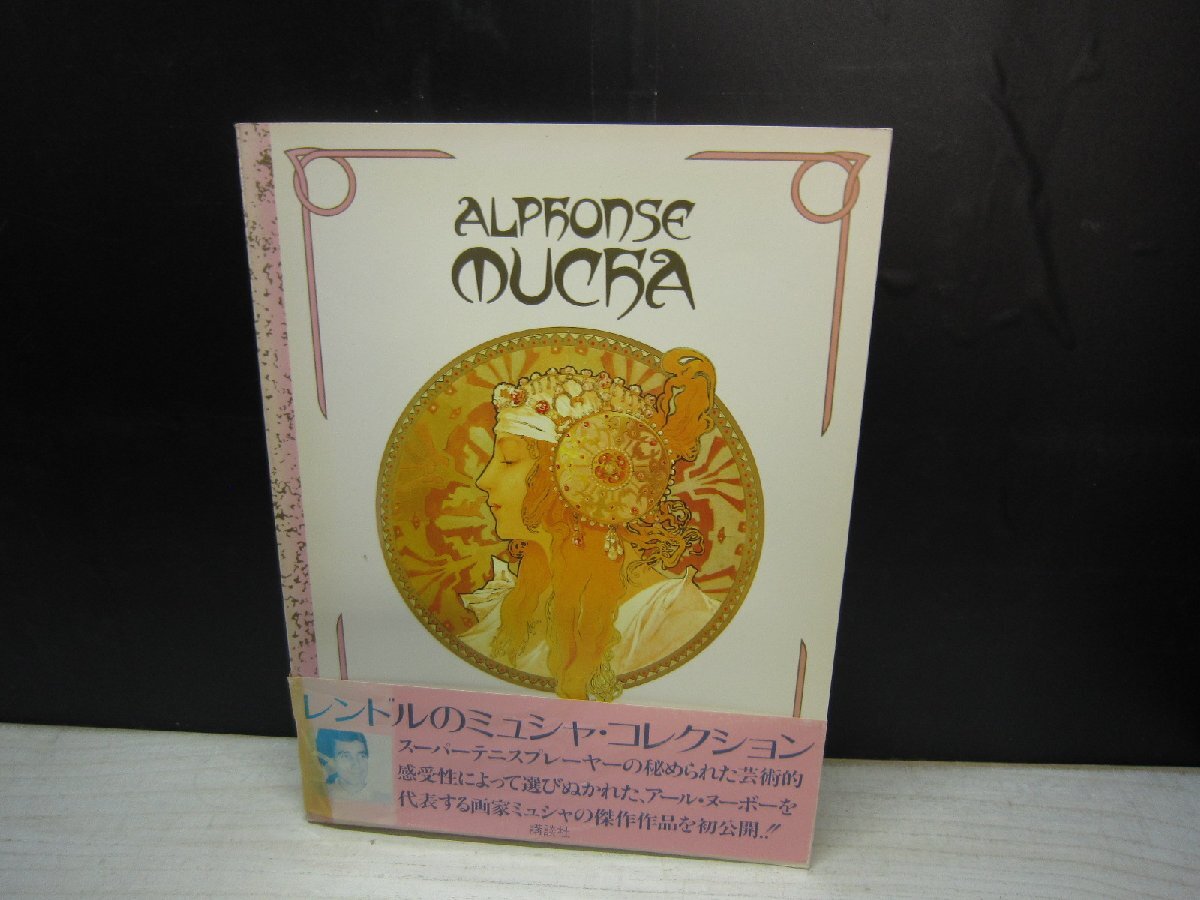 ALPHONSE
MUCHA
レンドルのミュシャ・コレクション
スーパーテニスプレーヤーの秘められた芸術的
感受性によって選びぬかれた、アール・ヌーボーを
代表する画家ミュシャの傑作作品を初公開.!!
講談社